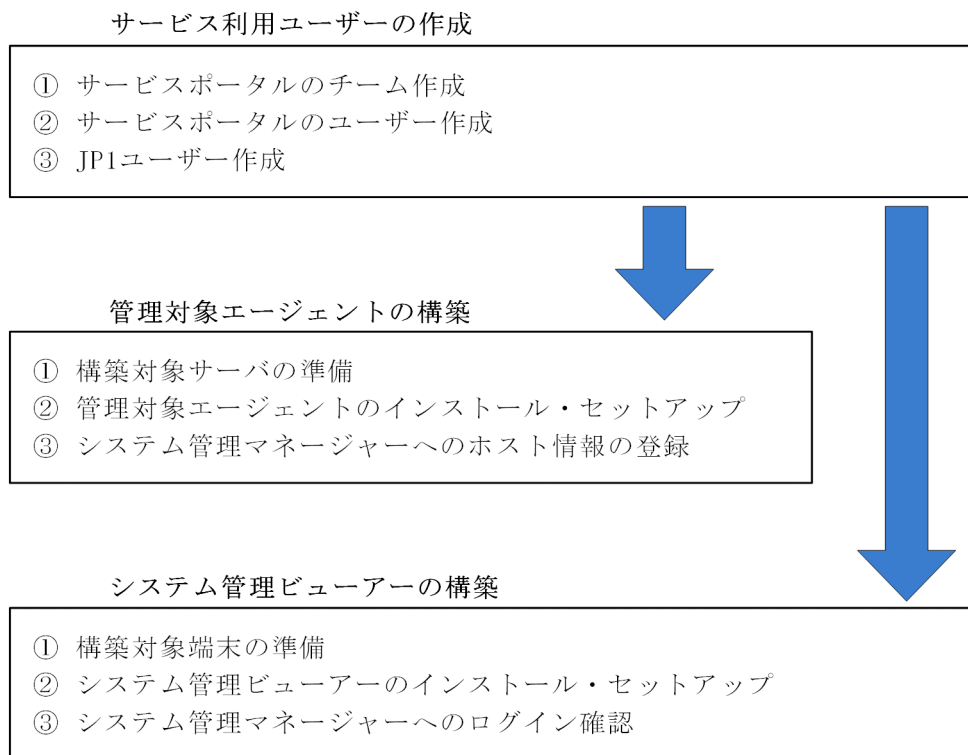 サービス利用ユーザーの作成
① サービスポータルのチーム作成
② サービスポータルのユーザー作成
③ JP1ユーザー作成
管理対象エージェントの構築
① 構築対象サーバの準備
② 管理対象エージェントのインストール・セットアップ
③ システム管理マネージャーへのホスト情報の登録
システム管理ビューアーの構築
① 構築対象端末の準備
② システム管理ビューアーのインストール・セットアップ
③ システム管理マネージャーへのログイン確認